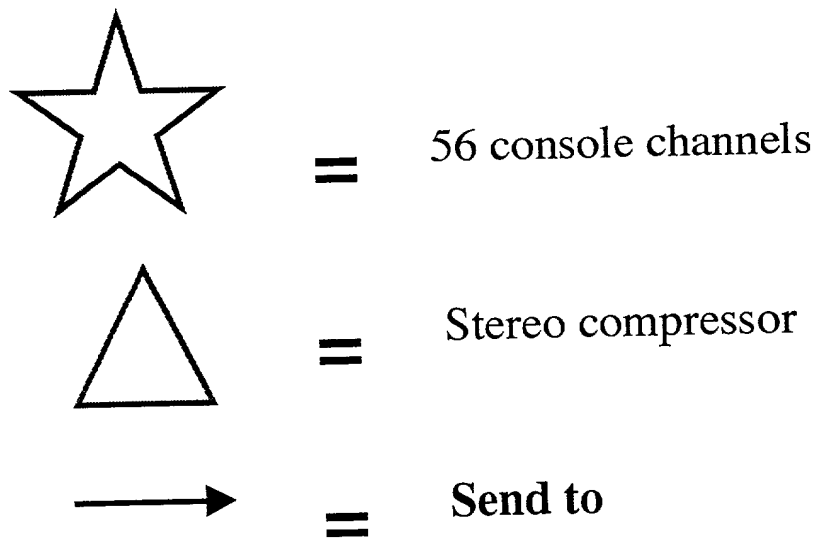 = 56 console channels
= Stereo compressor
= Send to